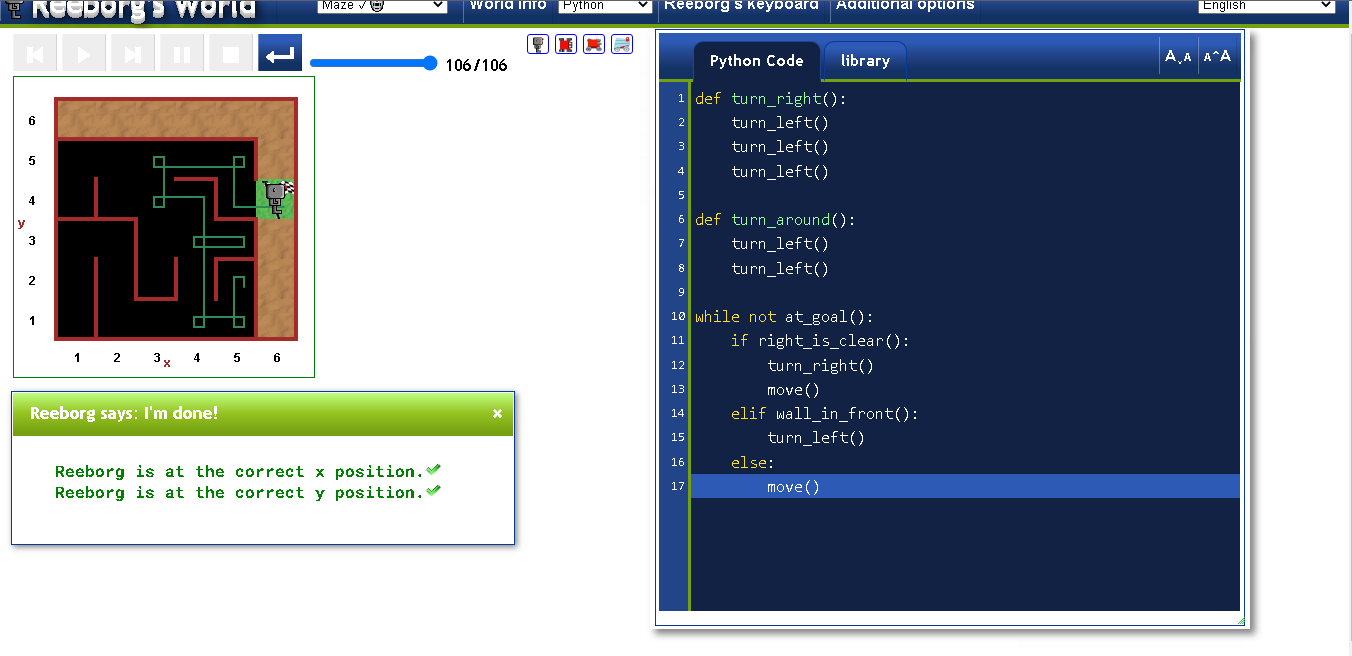 Reeborg's World
Maze ✓
World Info
Python
Reeborg's keyboard
Additional options
English
106/106
6
5
4
y
3
2
1
1 2 3 x 4 5 6
Reeborg says: I'm done! ×
Reeborg is at the correct x position.
Reeborg is at the correct y position.
Python Code
library
A˯A A^A
1 def turn_right():
2     turn_left()
3     turn_left()
4     turn_left()
5
6 def turn_around():
7     turn_left()
8     turn_left()
9
10 while not at_goal():
11     if right_is_clear():
12         turn_right()
13         move()
14     elif wall_in_front():
15         turn_left()
16     else:
17         move()